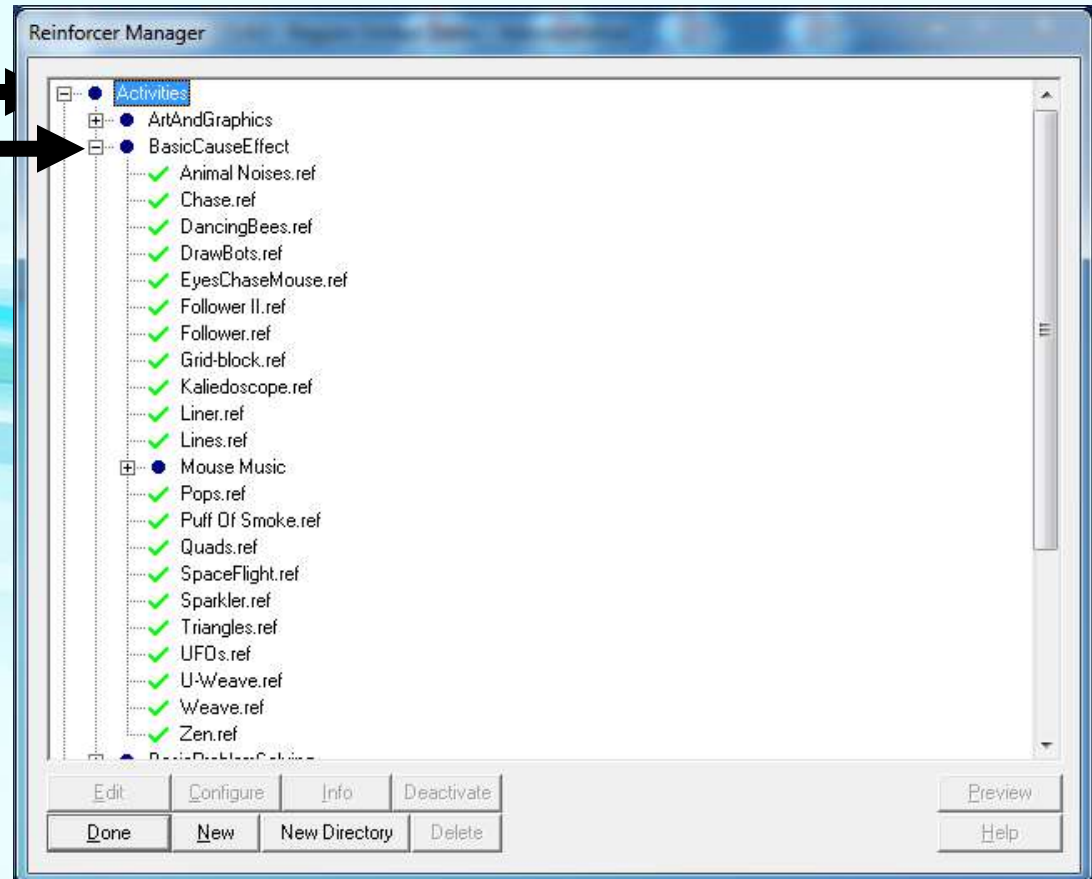 Reinforcer Manager
Activities
ArtAndGraphics
BasicCauseEffect
Animal Noises.ref
Chase.ref
DancingBees.ref
DrawBots.ref
EyesChaseMouse.ref
Follower II.ref
Follower.ref
Grid-block.ref
Kaliedoscope.ref
Liner.ref
Lines.ref
Mouse Music
Pops.ref
Puff Of Smoke.ref
Quads.ref
SpaceFlight.ref
Sparkler.ref
Triangles.ref
UFOs.ref
U-Weave.ref
Weave.ref
Zen.ref
BasicProblemSolving
Edit Configure Info Deactivate Preview
Done New New Directory Delete Help